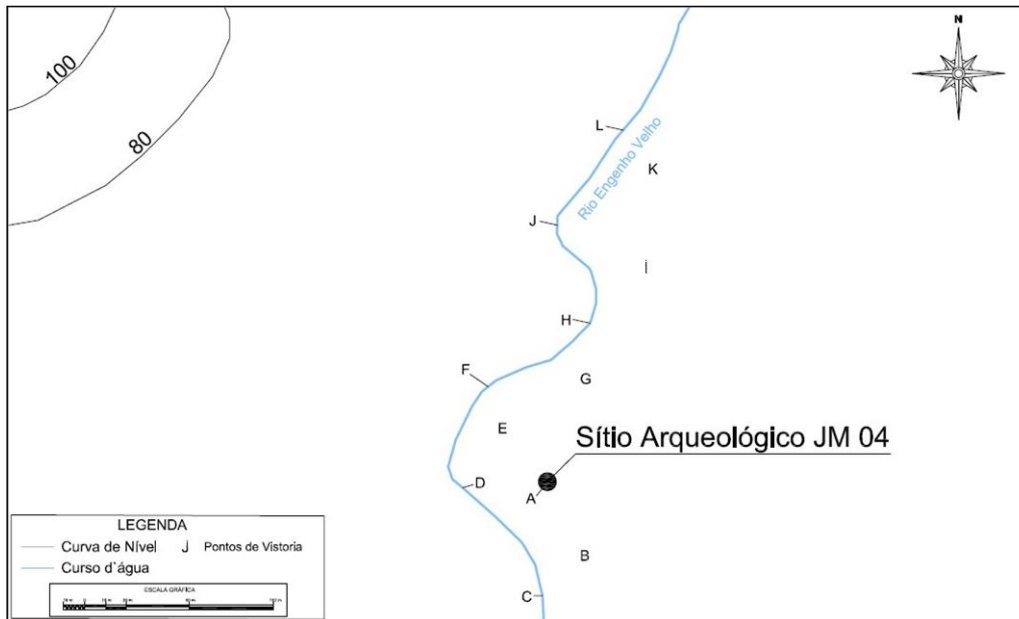 N
100
80
L
Rio Engenho Velho
K
J
İ
H
F
G
E
Sítio Arqueológico JM 04
D
A
B
C
LEGENDA
Curva de Nível J Pontos de Vistoria
Curso d`água
ESCALA GRÁFICA